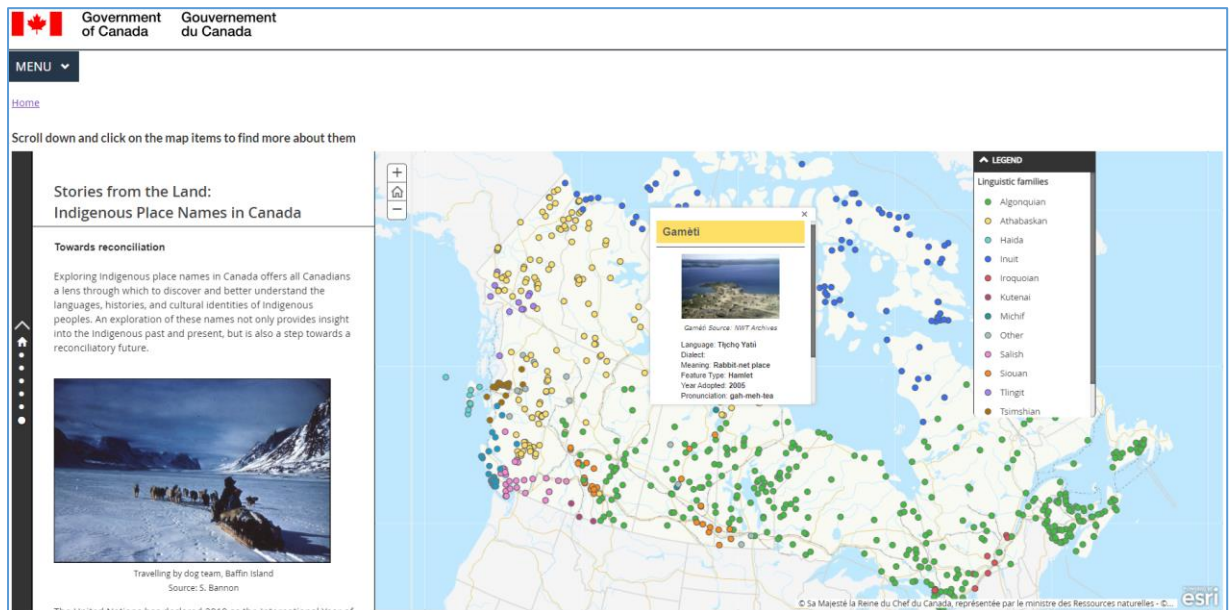 Government
of Canada
Gouvernement
du Canada
MENU
Home
Scroll down and click on the map items to find more about them
Stories from the Land:
Indigenous Place Names in Canada
Towards reconciliation
Exploring Indigenous place names in Canada offers all Canadians
a lens through which to discover and better understand the
languages, histories, and cultural identities of Indigenous
peoples. An exploration of these names not only provides insight
into the Indigenous past and present, but is also a step towards a
reconciliatory future.
Travelling by dog team, Baffin Island
Source: S. Bannon
+
−
Gamètì
×
Gamètì Source: NWT Archives
Language: Tłı̨chǫ Yatıì
Dialect:
Meaning: Rabbit-net place
Feature Type: Hamlet
Year Adopted: 2005
Pronunciation: gah-meh-tea
LEGEND
Linguistic families
Algonquian
Athabaskan
Haida
Inuit
Iroquoian
Kutenai
Michif
Other
Salish
Siouan
Tlingit
Tsimshian
© Sa Majesté la Reine du Chef du Canada, représentée par le ministre des Ressources naturelles - ©...
esri